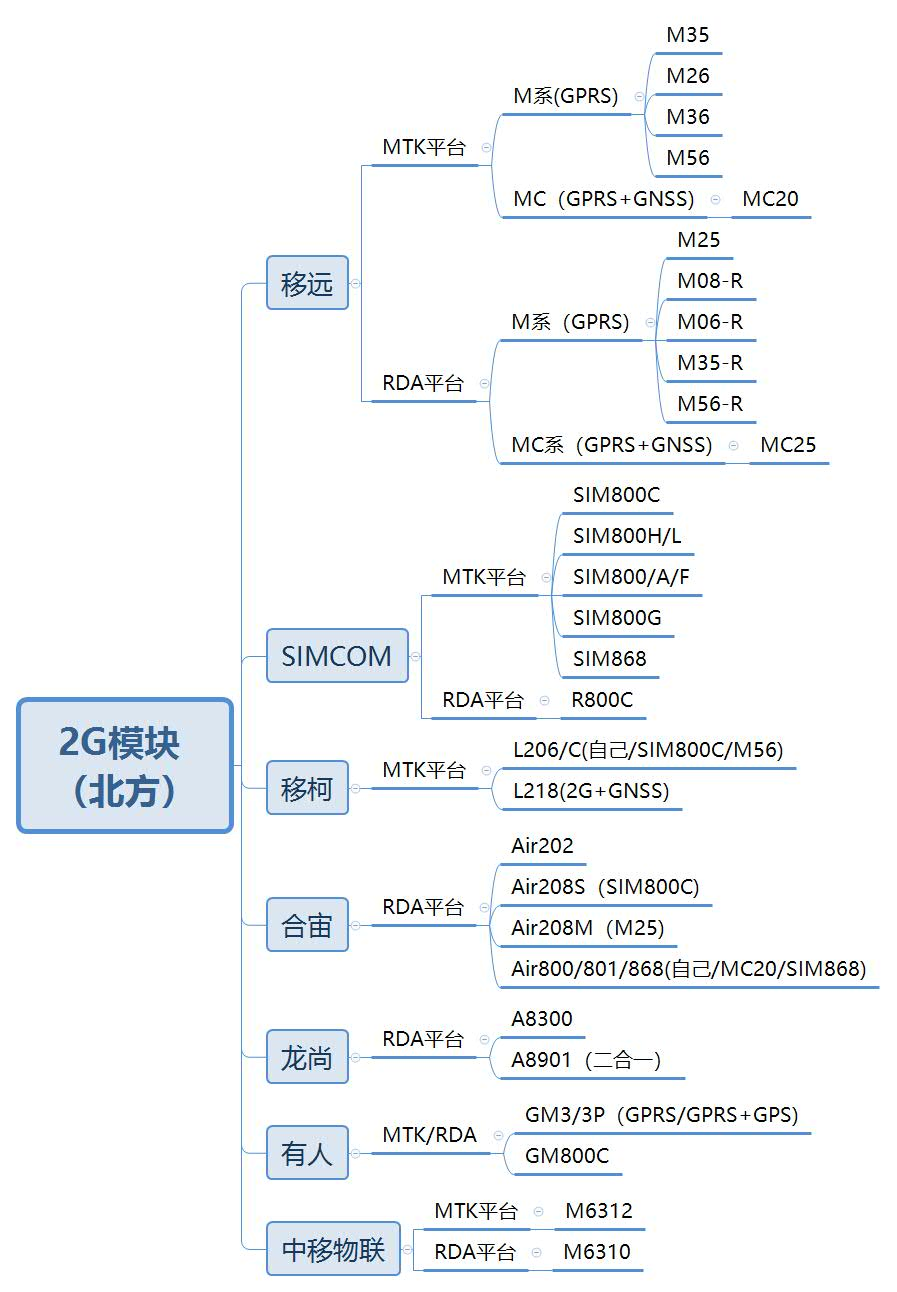 2G模块
（北方）
移远
MTK平台
M系(GPRS)
M35
M26
M36
M56
MC（GPRS+GNSS)
MC20
RDA平台
M系（GPRS)
M25
M08-R
M06-R
M35-R
M56-R
MC系（GPRS+GNSS)
MC25
SIMCOM
MTK平台
SIM800C
SIM800H/L
SIM800/A/F
SIM800G
SIM868
RDA平台
R800C
移柯
MTK平台
L206/C(自己/SIM800C/M56)
L218(2G+GNSS)
合宙
RDA平台
Air202
Air208S（SIM800C)
Air208M（M25)
Air800/801/868(自己/MC20/SIM868)
龙尚
RDA平台
A8300
A8901（二合一）
有人
MTK/RDA
GM3/3P（GPRS/GPRS+GPS)
GM800C
中移物联
MTK平台
M6312
RDA平台
M6310